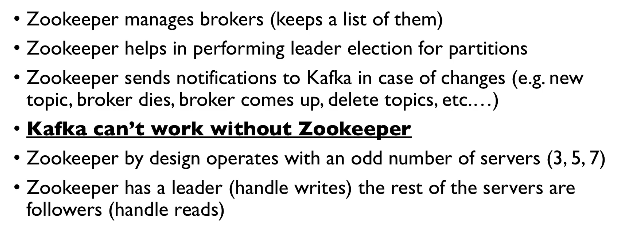 • Zookeeper manages brokers (keeps a list of them)
• Zookeeper helps in performing leader election for partitions
• Zookeeper sends notifications to Kafka in case of changes (e.g. new
topic, broker dies, broker comes up, delete topics, etc.…)
• Kafka can’t work without Zookeeper
• Zookeeper by design operates with an odd number of servers (3, 5, 7)
• Zookeeper has a leader (handle writes) the rest of the servers are
followers (handle reads)